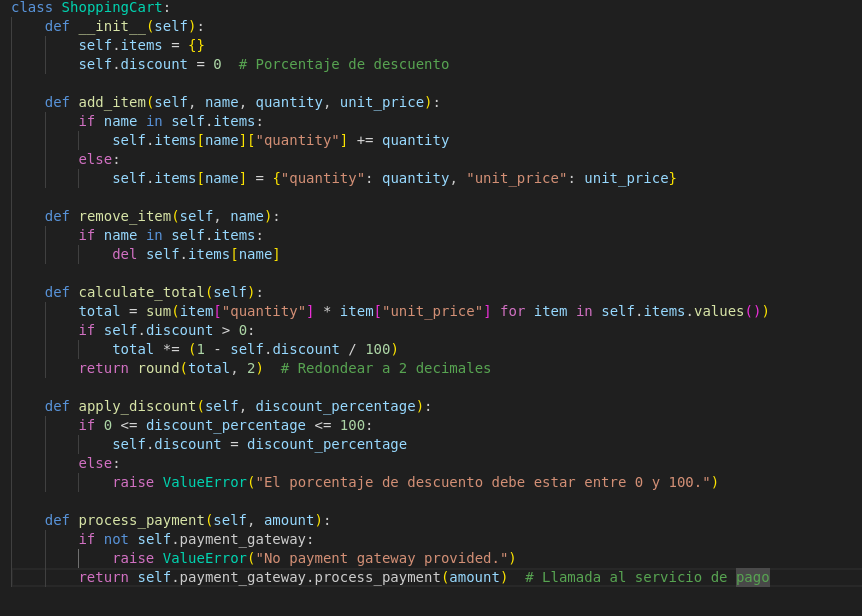 class ShoppingCart:
    def __init__(self):
        self.items = {}
        self.discount = 0  # Porcentaje de descuento

    def add_item(self, name, quantity, unit_price):
        if name in self.items:
            self.items[name]["quantity"] += quantity
        else:
            self.items[name] = {"quantity": quantity, "unit_price": unit_price}

    def remove_item(self, name):
        if name in self.items:
            del self.items[name]

    def calculate_total(self):
        total = sum(item["quantity"] * item["unit_price"] for item in self.items.values())
        if self.discount > 0:
            total *= (1 - self.discount / 100)
        return round(total, 2)  # Redondear a 2 decimales

    def apply_discount(self, discount_percentage):
        if 0 <= discount_percentage <= 100:
            self.discount = discount_percentage
        else:
            raise ValueError("El porcentaje de descuento debe estar entre 0 y 100.")

    def process_payment(self, amount):
        if not self.payment_gateway:
            raise ValueError("No payment gateway provided.")
        return self.payment_gateway.process_payment(amount)  # Llamada al servicio de pago